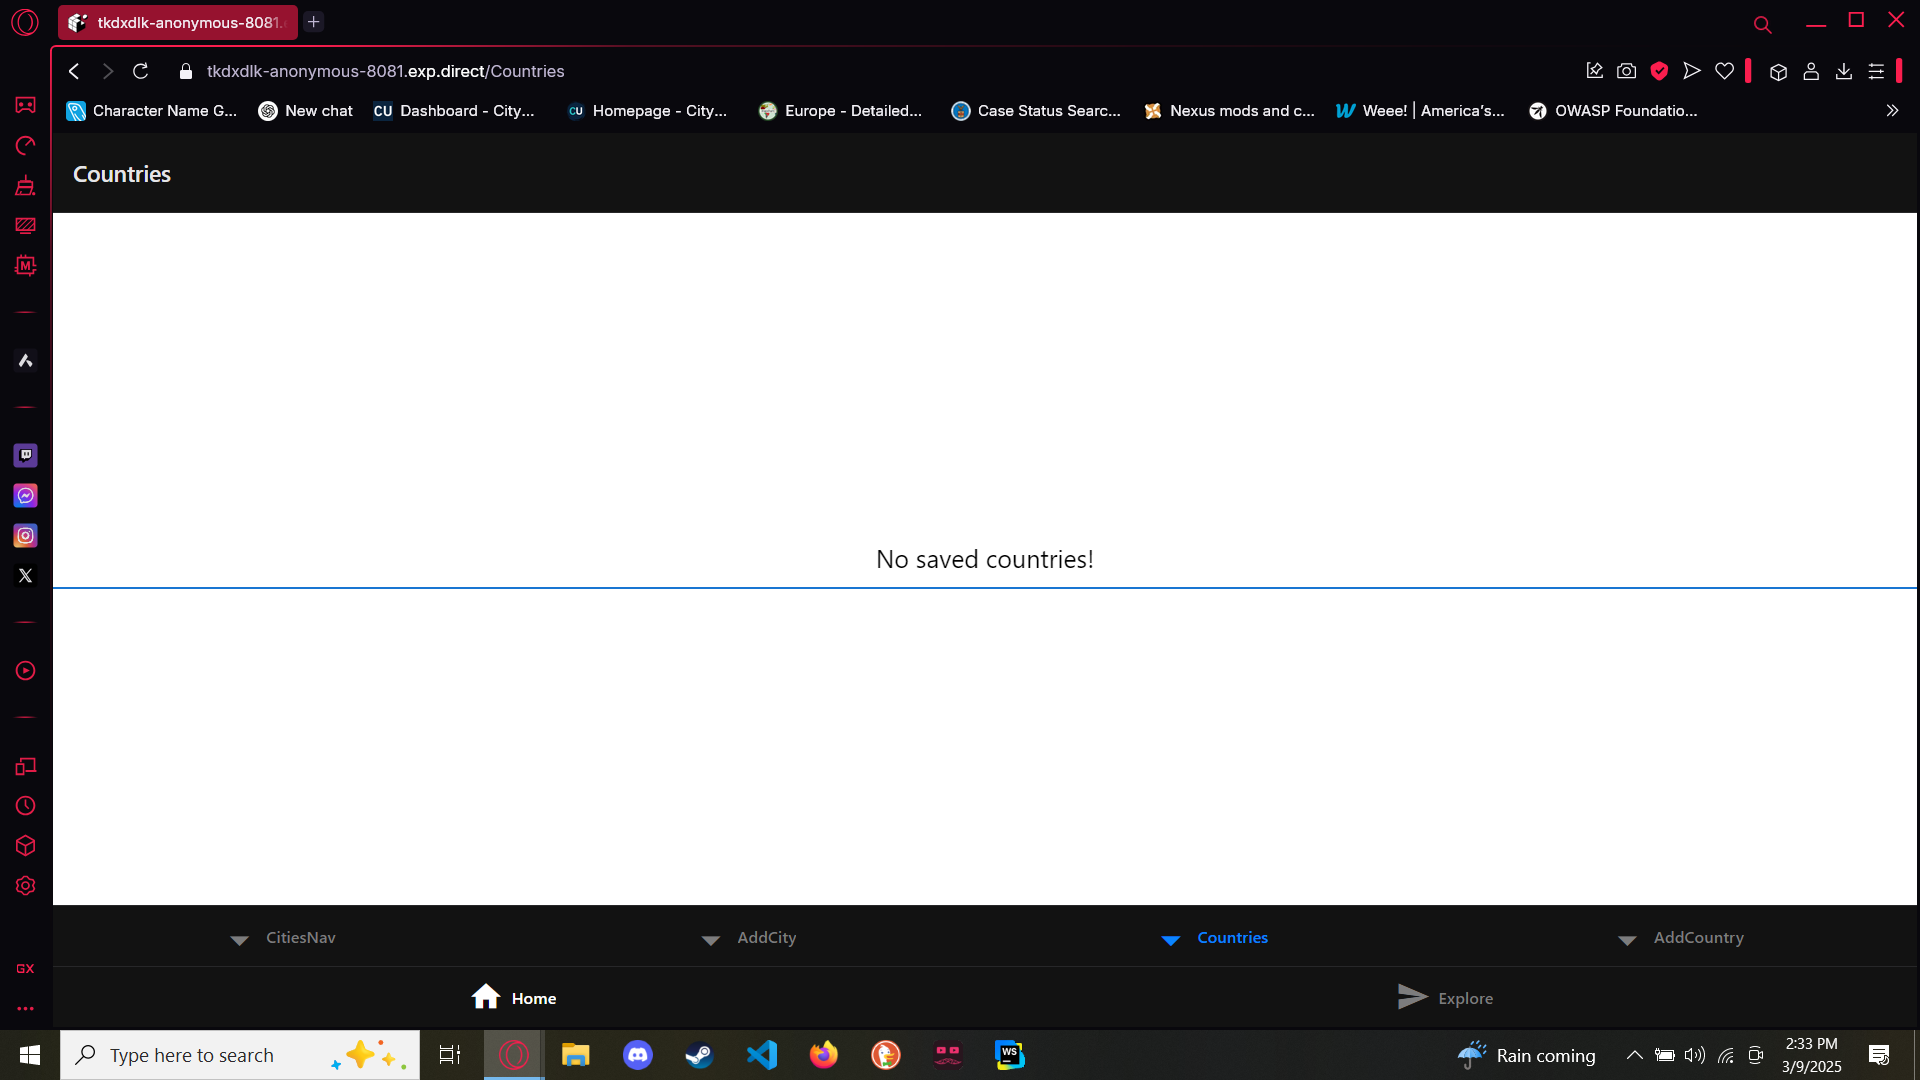 tkdxdlk-anonymous-8081.
tkdxdlk-anonymous-8081.exp.direct/Countries
Character Name G...
New chat
CU Dashboard - City...
CU Homepage - City...
Europe - Detailed...
Case Status Searc...
Nexus mods and c...
W Weee! | America's...
OWASP Foundatio...
Countries
M
No saved countries!
CitiesNav
AddCity
Countries
AddCountry
GX
Home
Explore
Type here to search
WS
Rain coming
2:33 PM
3/9/2025